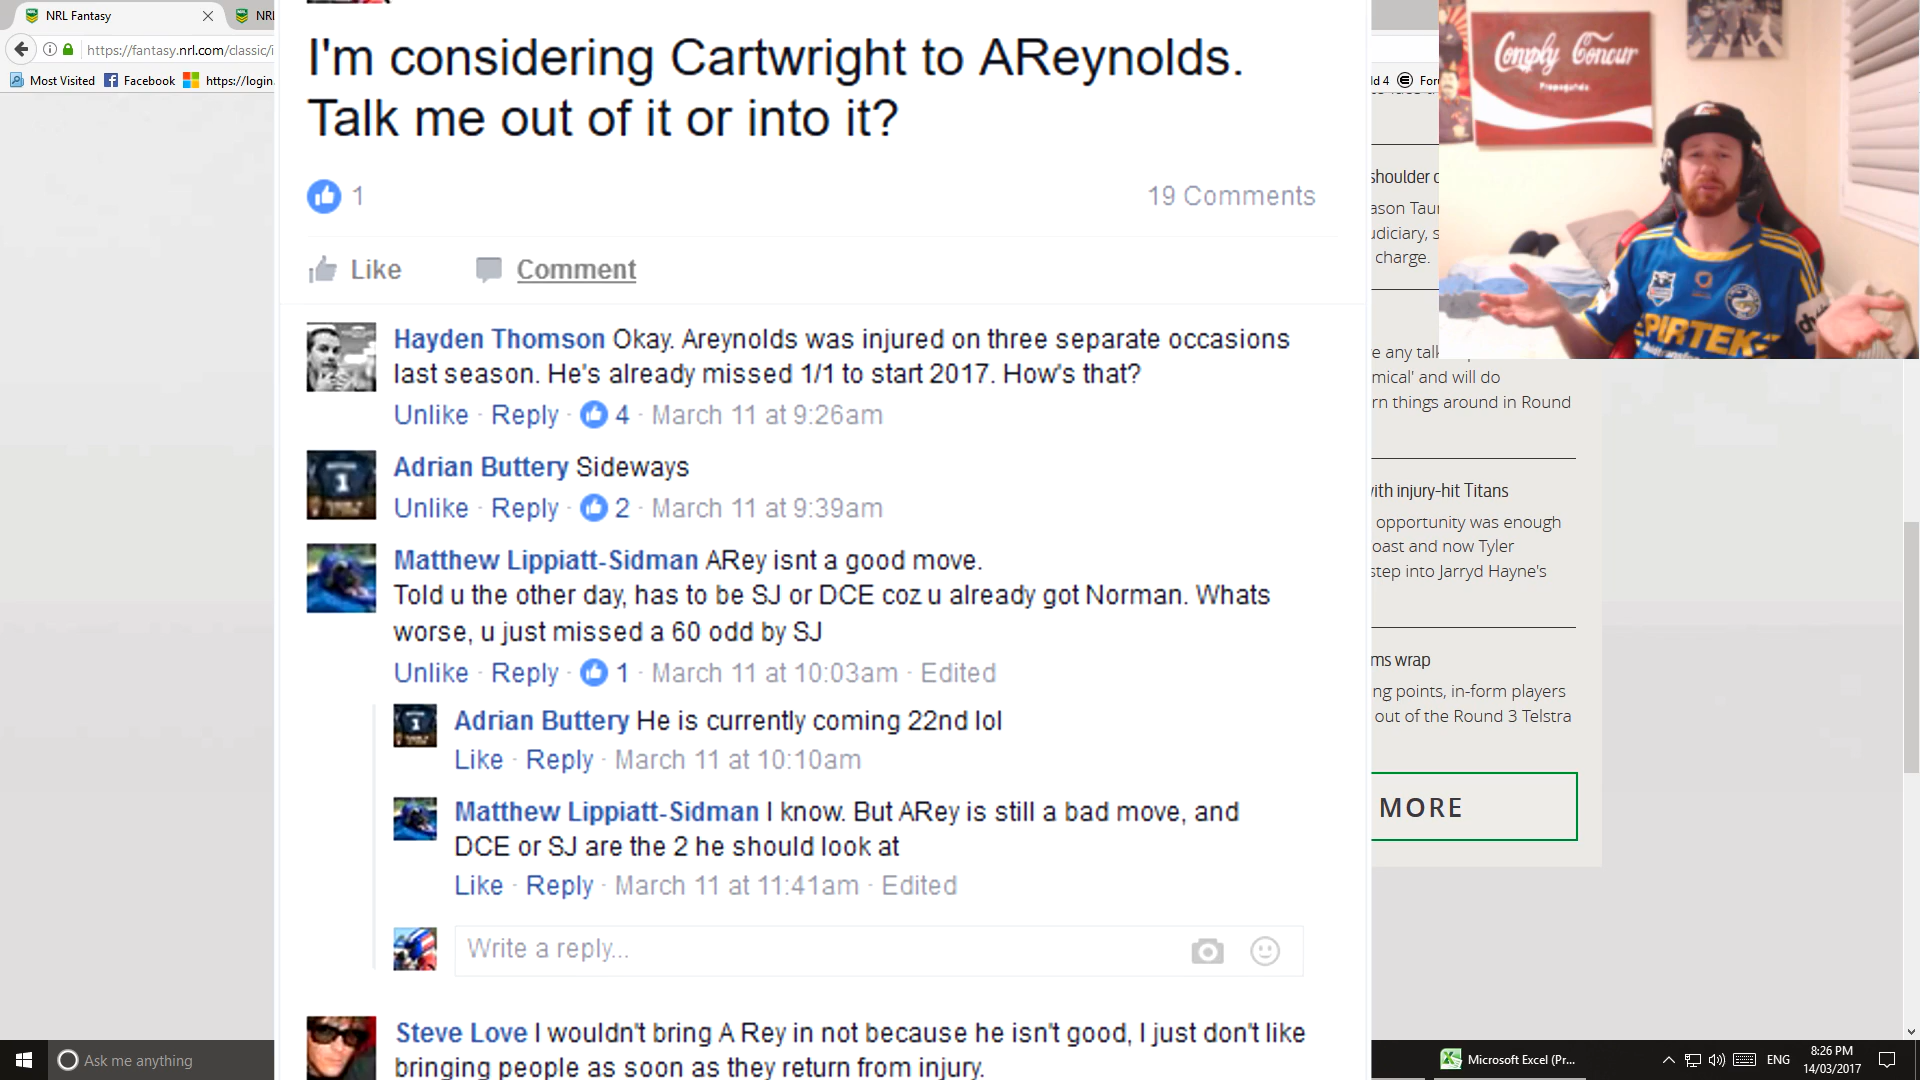 NRL Fantasy
NRL
https://fantasy.nrl.com/classic/i
Most Visited
Facebook
https://login.
I'm considering Cartwright to AReynolds.
Talk me out of it or into it?
1
19 Comments
Like
Comment
Hayden Thomson Okay. Areynolds was injured on three separate occasions
last season. He's already missed 1/1 to start 2017. How's that?
Unlike · Reply · 4 · March 11 at 9:26am
Adrian Buttery Sideways
Unlike · Reply · 2 · March 11 at 9:39am
Matthew Lippiatt-Sidman ARey isnt a good move.
Told u the other day, has to be SJ or DCE coz u already got Norman. Whats
worse, u just missed a 60 odd by SJ
Unlike · Reply · 1 · March 11 at 10:03am · Edited
Adrian Buttery He is currently coming 22nd lol
Like · Reply · March 11 at 10:10am
Matthew Lippiatt-Sidman I know. But ARey is still a bad move, and
DCE or SJ are the 2 he should look at
Like · Reply · March 11 at 11:41am · Edited
Write a reply...
Steve Love I wouldn't bring A Rey in not because he isn't good, I just don't like
bringing people as soon as they return from injury.
ld 4
Foru
Comply Concur
Propaganda
PIRTEK
shoulder c
ason Tau
udiciary, s
charge.
e any talk
mical' and will do
rn things around in Round
ith injury-hit Titans
opportunity was enough
oast and now Tyler
step into Jarryd Hayne's
ms wrap
ng points, in-form players
out of the Round 3 Telstra
MORE
Ask me anything
Microsoft Excel (Pr...
ENG
8:26 PM
14/03/2017